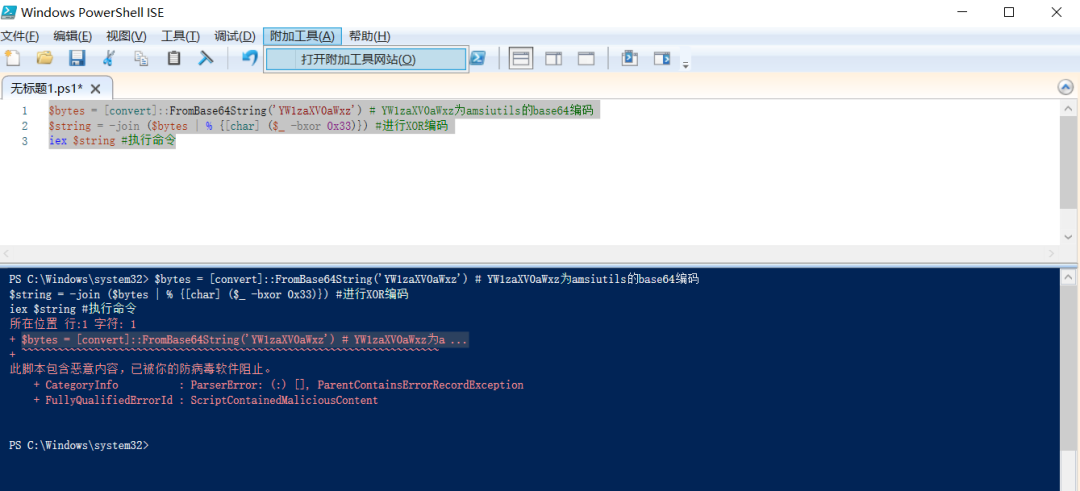 Windows PowerShell ISE
文件(F) 编辑(E) 视图(V) 工具(T) 调试(D) 附加工具(A) 帮助(H)
打开附加工具网站(O)
无标题1.ps1* X
1 $bytes = [convert]::FromBase64String('YW1zaXV0aWxz') # YW1zaXV0aWxz为amsiutils的base64编码
2 $string = -join ($bytes | % {[char] ($_ -bxor 0x33)}) #进行XOR编码
3 iex $string #执行命令
PS C:\Windows\system32> $bytes = [convert]::FromBase64String('YW1zaXV0aWxz') # YW1zaXV0aWxz为amsiutils的base64编码
$string = -join ($bytes | % {[char] ($_ -bxor 0x33)}) #进行XOR编码
iex $string #执行命令
所在位置 行:1 字符: 1
+ $bytes = [convert]::FromBase64String('YW1zaXV0aWxz') # YW1zaXV0aWxz为a ...
+
此脚本包含恶意内容，已被你的防病毒软件阻止。
+ CategoryInfo : ParserError: (:) [], ParentContainsErrorRecordException
+ FullyQualifiedErrorId : ScriptContainedMaliciousContent
PS C:\Windows\system32>